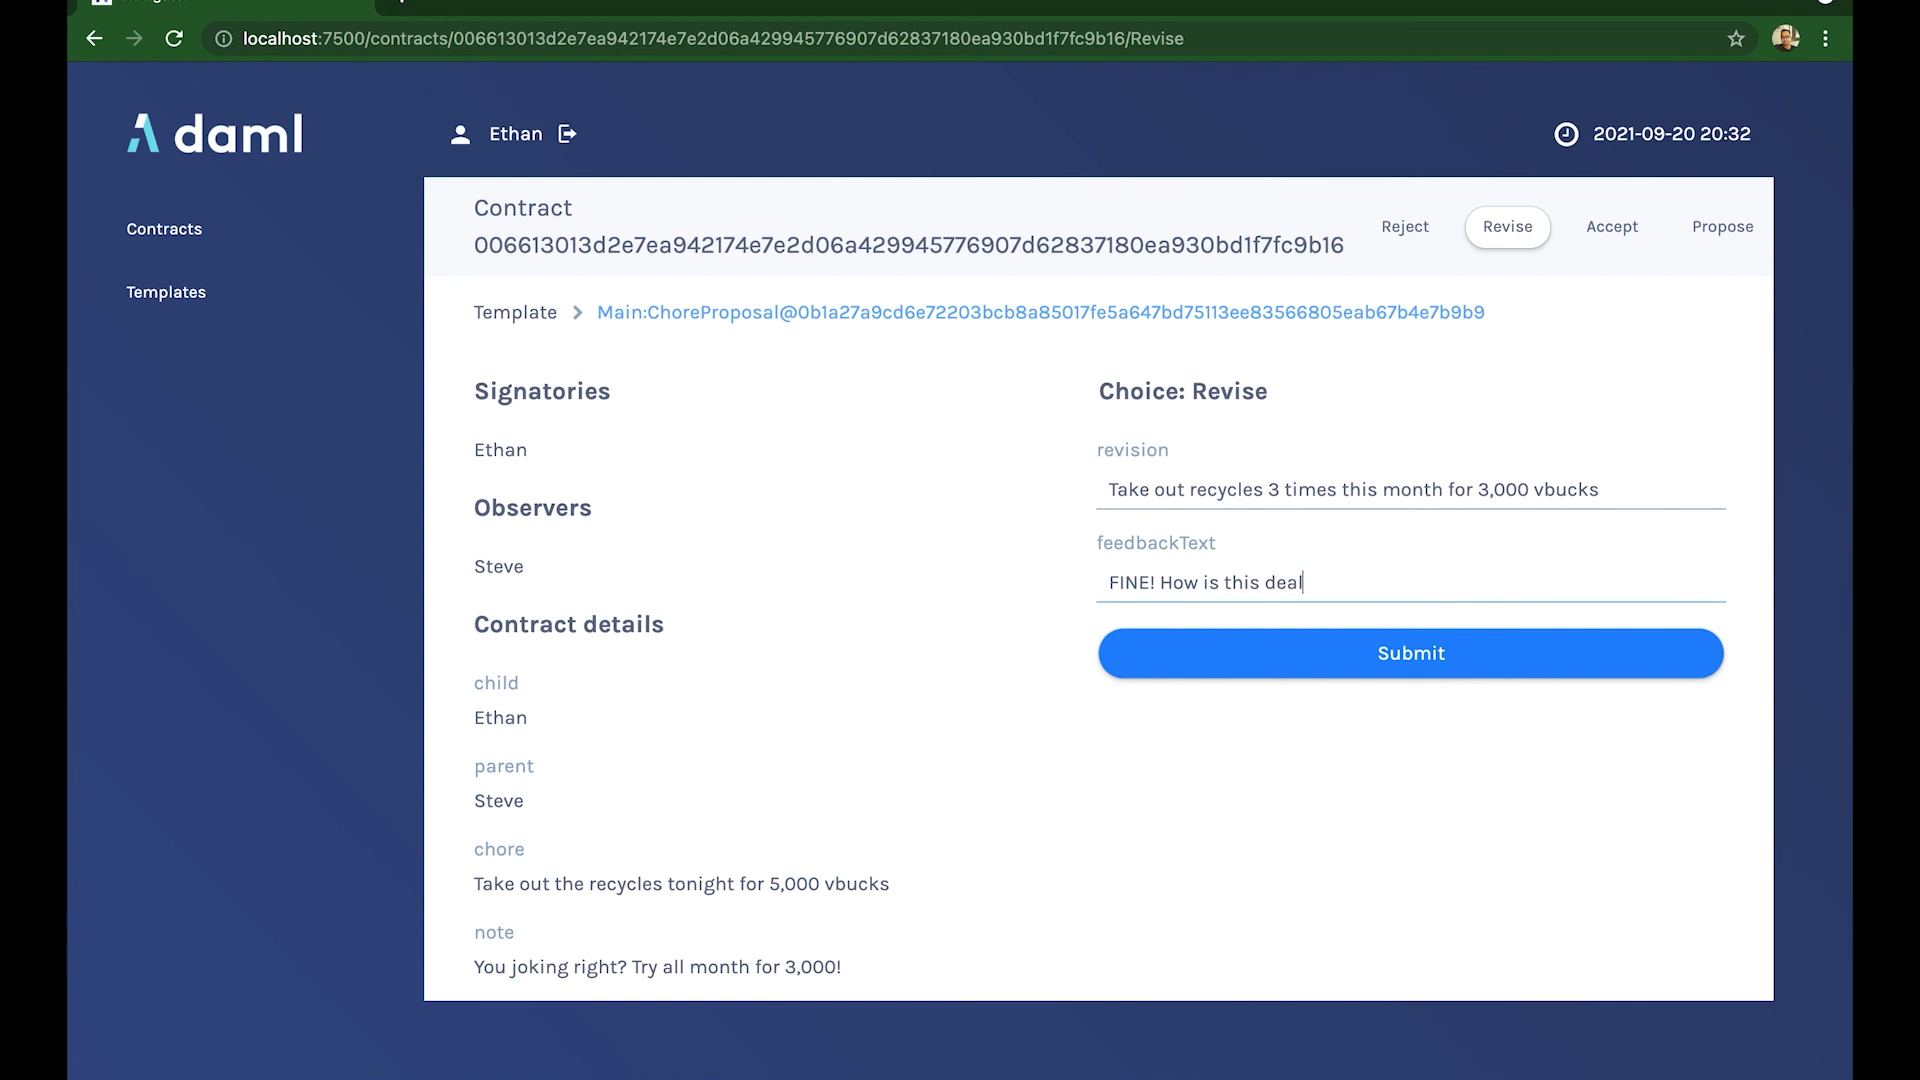 localhost:7500/contracts/006613013d2e7ea942174e7e2d06a429945776907d62837180ea930bd1f7fc9b16/Revise
daml
Ethan
2021-09-20 20:32
Contracts
Templates
Contract
006613013d2e7ea942174e7e2d06a429945776907d62837180ea930bd1f7fc9b16
Reject
Revise
Accept
Propose
Template
Main:ChoreProposal@0b1a27a9cd6e72203bcb8a85017fe5a647bd75113ee83566805eab67b4e7b9b9
Signatories
Ethan
Observers
Steve
Contract details
child
Ethan
parent
Steve
chore
Take out the recycles tonight for 5,000 vbucks
note
You joking right? Try all month for 3,000!
Choice: Revise
revision
Take out recycles 3 times this month for 3,000 vbucks
feedbackText
FINE! How is this deal
Submit